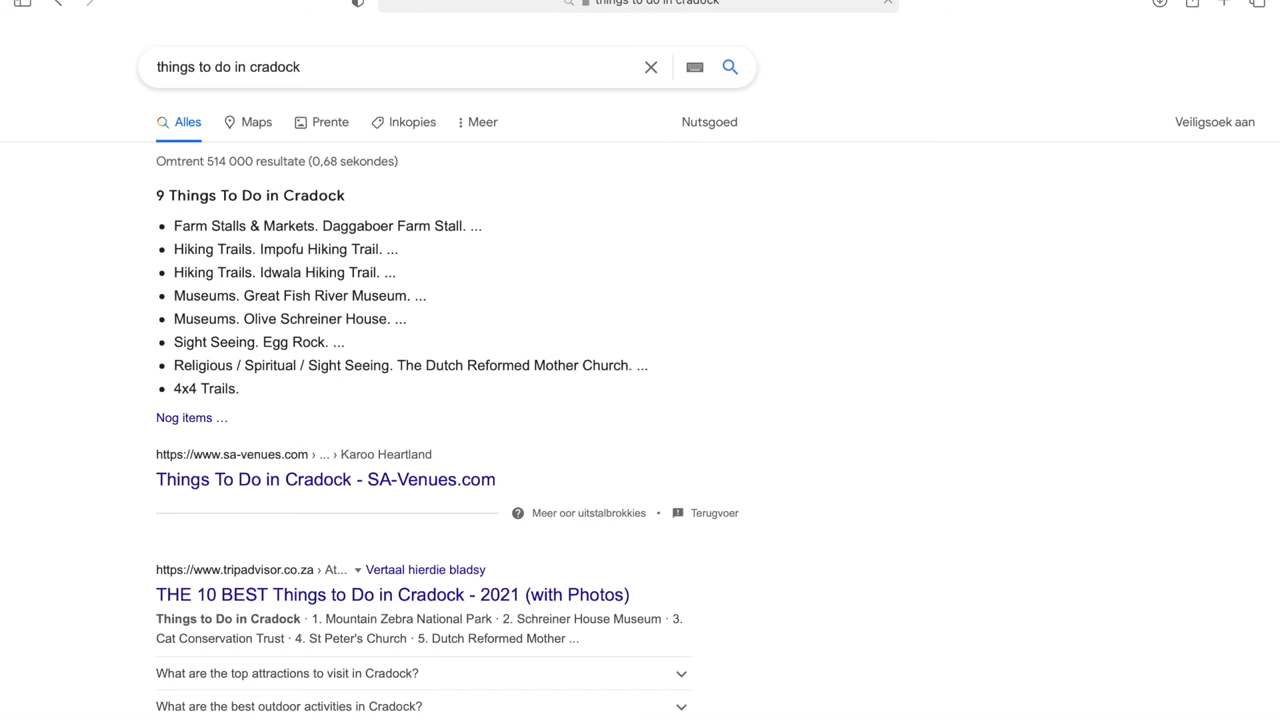 things to do in cradock
things to do in cradock
Alles Maps Prente Inkopies Meer Nutsgoed Veiligsoek aan
Omtrent 514 000 resultate (0,68 sekondes)
9 Things To Do in Cradock
• Farm Stalls & Markets. Daggaboer Farm Stall. ...
• Hiking Trails. Impofu Hiking Trail. ...
• Hiking Trails. Idwala Hiking Trail. ...
• Museums. Great Fish River Museum. ...
• Museums. Olive Schreiner House. ...
• Sight Seeing. Egg Rock. ...
• Religious / Spiritual / Sight Seeing. The Dutch Reformed Mother Church. ...
• 4x4 Trails.
Nog items ...
https://www.sa-venues.com › ... › Karoo Heartland
Things To Do in Cradock - SA-Venues.com
Meer oor uitstalbrokkies • Terugvoer
https://www.tripadvisor.co.za › At... Vertaal hierdie bladsy
THE 10 BEST Things to Do in Cradock - 2021 (with Photos)
Things to Do in Cradock · 1. Mountain Zebra National Park · 2. Schreiner House Museum · 3.
Cat Conservation Trust · 4. St Peter's Church · 5. Dutch Reformed Mother ...
What are the top attractions to visit in Cradock?
What are the best outdoor activities in Cradock?